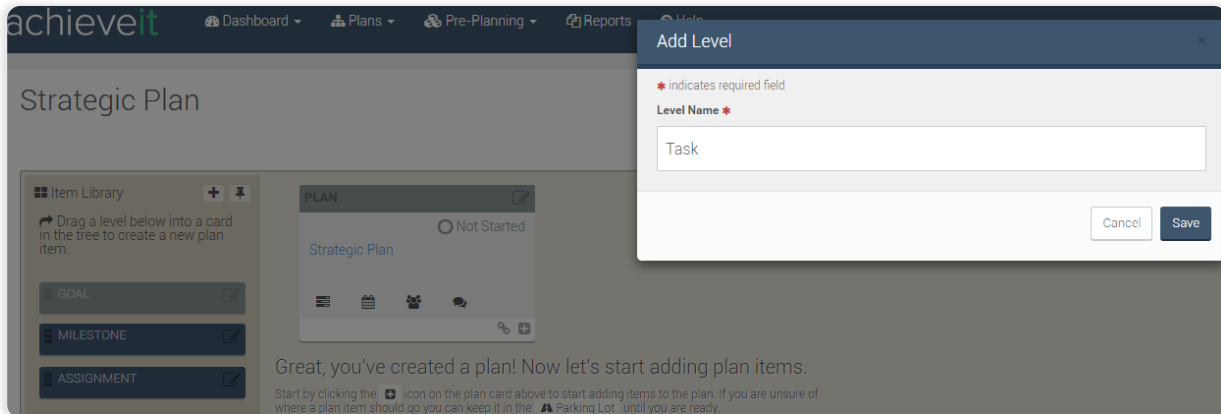 achieveit
Dashboard Plans Pre-Planning Reports Help
Add Level
×
Strategic Plan
✱ indicates required field
Level Name ✱
Task
Cancel Save
Item Library
Drag a level below into a card
in the tree to create a new plan
item.
GOAL
MILESTONE
ASSIGNMENT
PLAN
Not Started
Strategic Plan
Great, you've created a plan! Now let's start adding plan items.
Start by clicking the icon on the plan card above to start adding items to the plan. If you are unsure of
where a plan item should go you can keep it in the Parking Lot until you are ready.